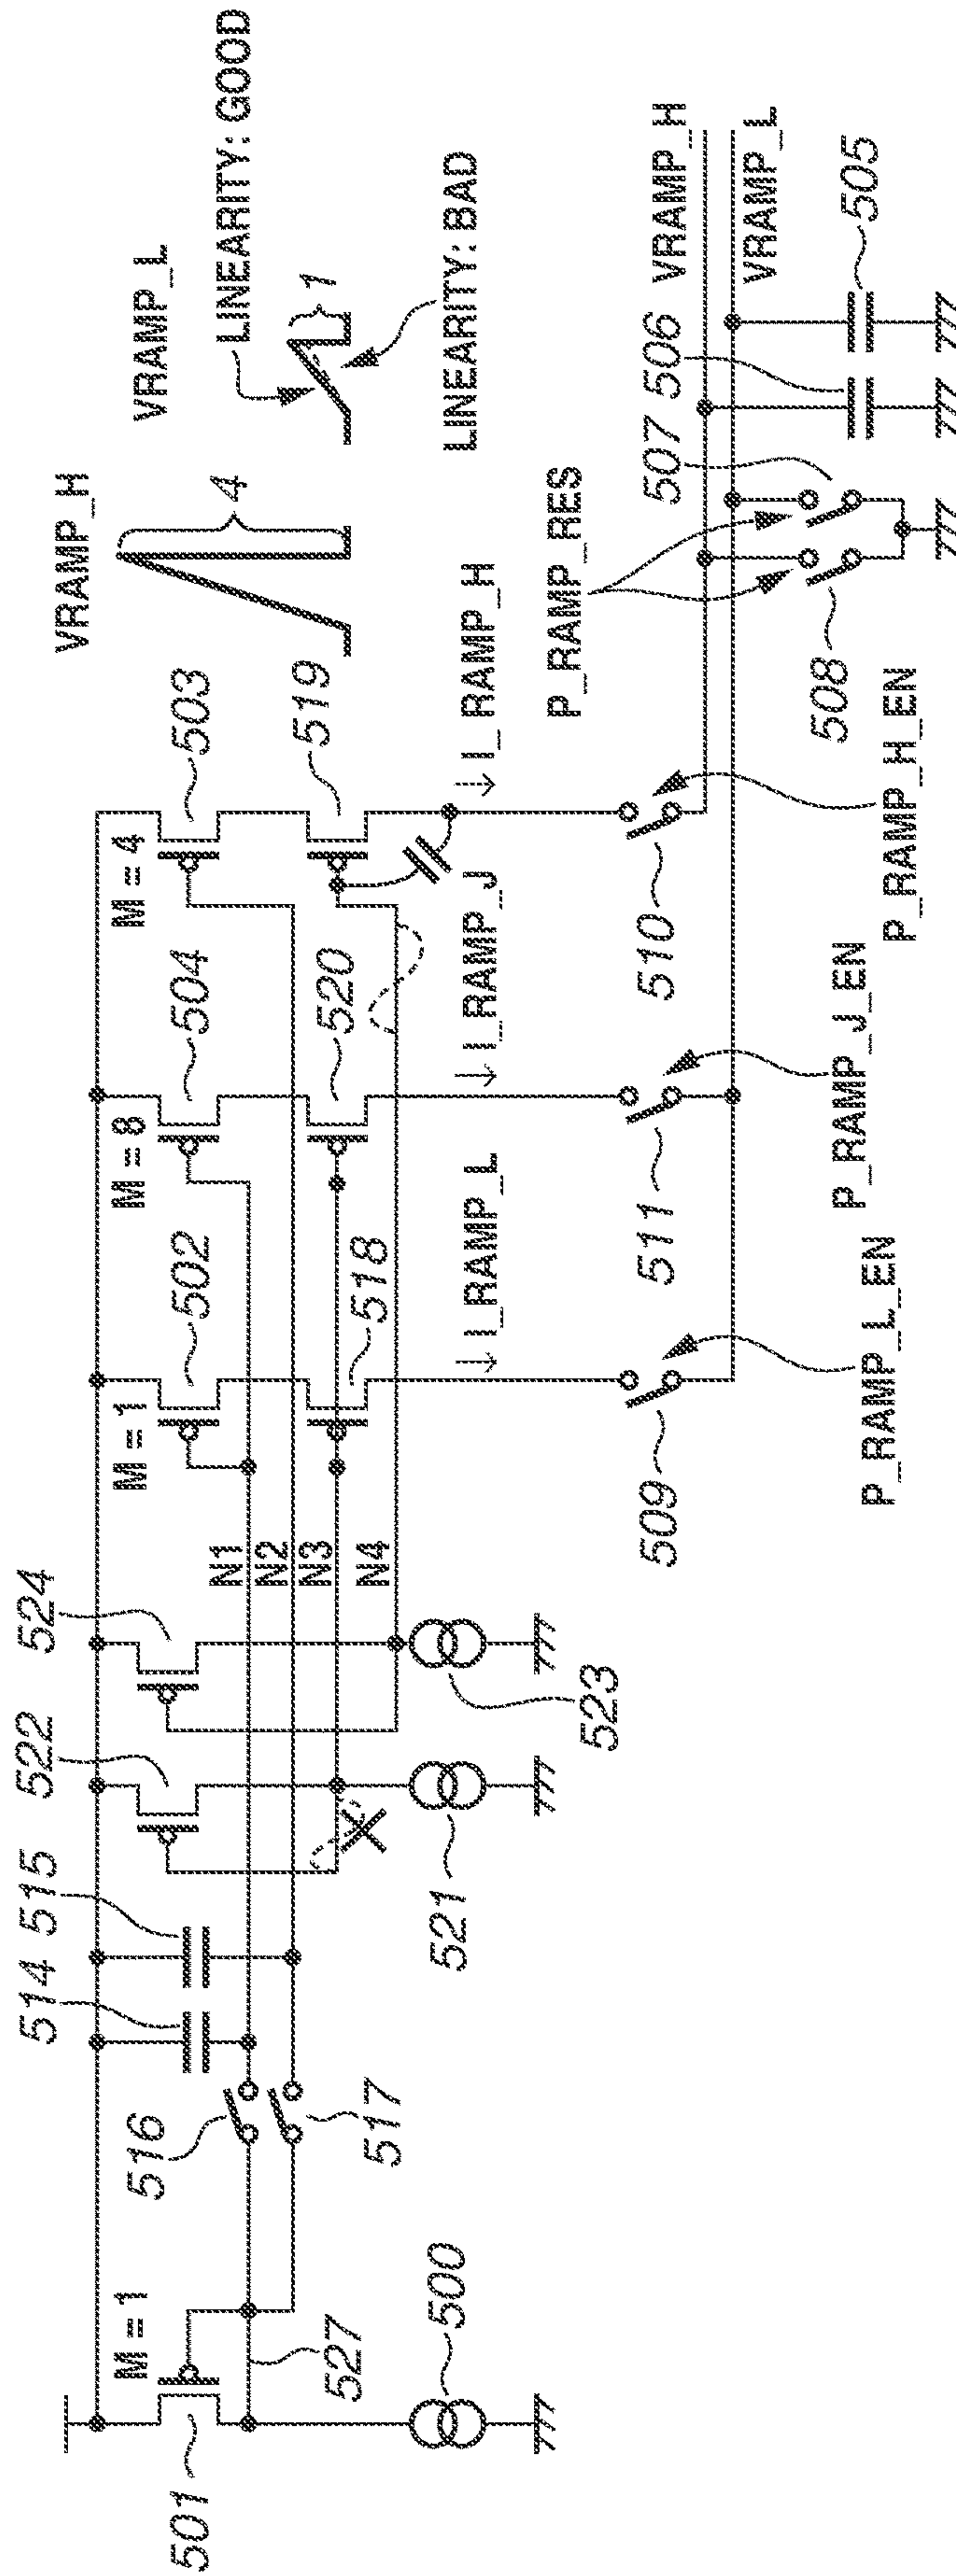 VRAMP_H
VRAMP_L
4
1
LINEARITY: GOOD
LINEARITY: BAD
501
M = 1
527
500
516
517
514
515
522
524
521
523
N1
N2
N3
N4
M = 1
502
518
I_RAMP_L
M = 8
504
520
I_RAMP_J
M = 4
503
519
I_RAMP_H
509
P_RAMP_L_EN
511
P_RAMP_J_EN
510
P_RAMP_H_EN
P_RAMP_RES
508
507
506
505
VRAMP_H
VRAMP_L